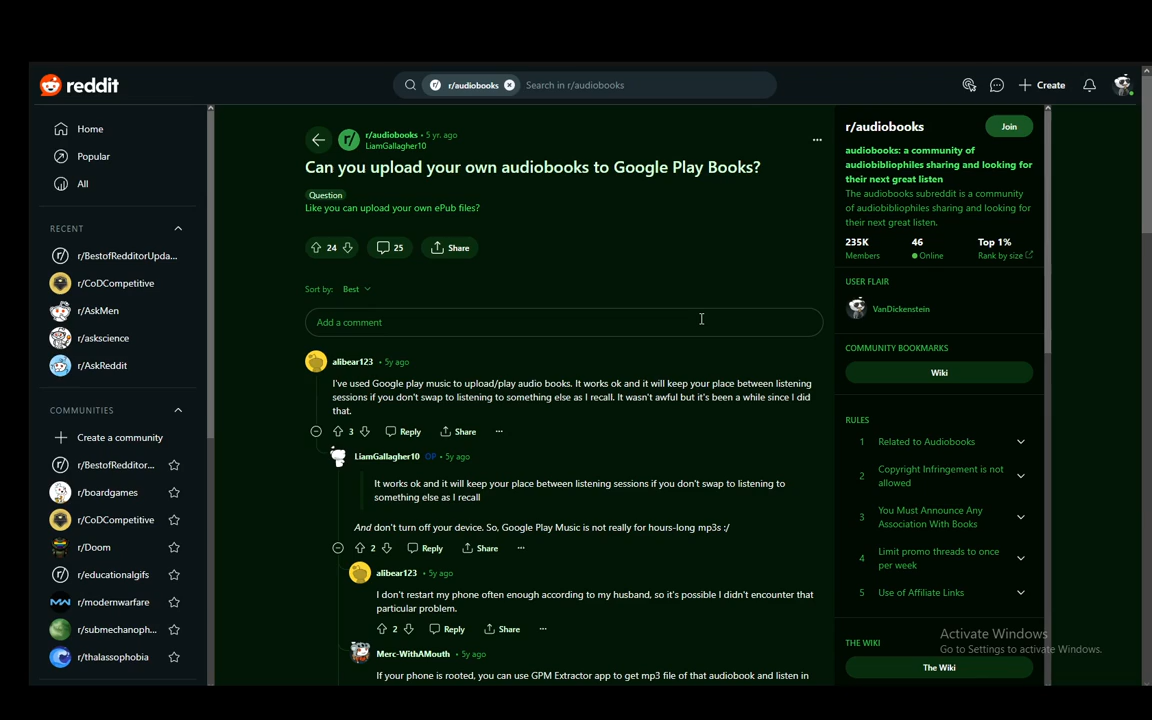 reddit
r/audiobooks
Search in r/audiobooks
Create
Home
Popular
All
RECENT
r/BestofRedditorUpda...
r/CoDCompetitive
r/AskMen
r/askscience
r/AskReddit
COMMUNITIES
Create a community
r/BestofRedditor...
r/boardgames
r/CoDCompetitive
r/Doom
r/educationalgifs
r/modernwarfare
r/submechanoph...
r/thalassophobia
r/audiobooks • 5 yr. ago
LiamGallagher10
Can you upload your own audiobooks to Google Play Books?
Question
Like you can upload your own ePub files?
24
25
Share
Sort by: Best
Add a comment
alibear123 • 5y ago
I've used Google play music to upload/play audio books. It works ok and it will keep your place between listening
sessions if you don't swap to listening to something else as I recall. It wasn't awful but it's been a while since I did
that.
3 Reply Share ...
LiamGallagher10 OP • 5y ago
It works ok and it will keep your place between listening sessions if you don't swap to listening to
something else as I recall
And don't turn off your device. So, Google Play Music is not really for hours-long mp3s :/
2 Reply Share ...
alibear123 • 5y ago
I don't restart my phone often enough according to my husband, so it's possible I didn't encounter that
particular problem.
2 Reply Share ...
Merc-WithAMouth • 5y ago
If your phone is rooted, you can use GPM Extractor app to get mp3 file of that audiobook and listen in
r/audiobooks
Join
audiobooks: a community of
audiobibliophiles sharing and looking for
their next great listen
The audiobooks subreddit is a community
of audiobibliophiles sharing and looking for
their next great listen.
235K 46 Top 1%
Members Online Rank by size
USER FLAIR
VanDickenstein
COMMUNITY BOOKMARKS
Wiki
RULES
1 Related to Audiobooks
2 Copyright Infringement is not
allowed
3 You Must Announce Any
Association With Books
4 Limit promo threads to once
per week
5 Use of Affiliate Links
THE WIKI
The Wiki
Activate Windows
Go to Settings to activate Windows.